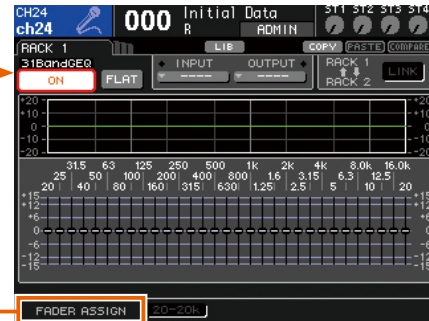 CH24
ch24
000 Initial Data
R ADMIN
ST1 ST2 ST3 ST4
RACK 1 LIB COPY PASTE COMPARE
31BandGEQ
ON
FLAT
INPUT OUTPUT
---- ----
RACK 1
RACK 2
LINK
+20 +20
+10 +10
0 0
-10 -10
-20 -20
31.5 63 125 250 500 1k 2k 4k 8.0k 16.0k
25 50 100 200 400 800 1.6 3.15 6.3 12.5
20 40 80 160 315 630 1.25 2.5 5 10 20
+15 +15
+12 +12
+6 +6
0 0
-6 -6
-12 -12
-15 -15
FADER ASSIGN 20-20k